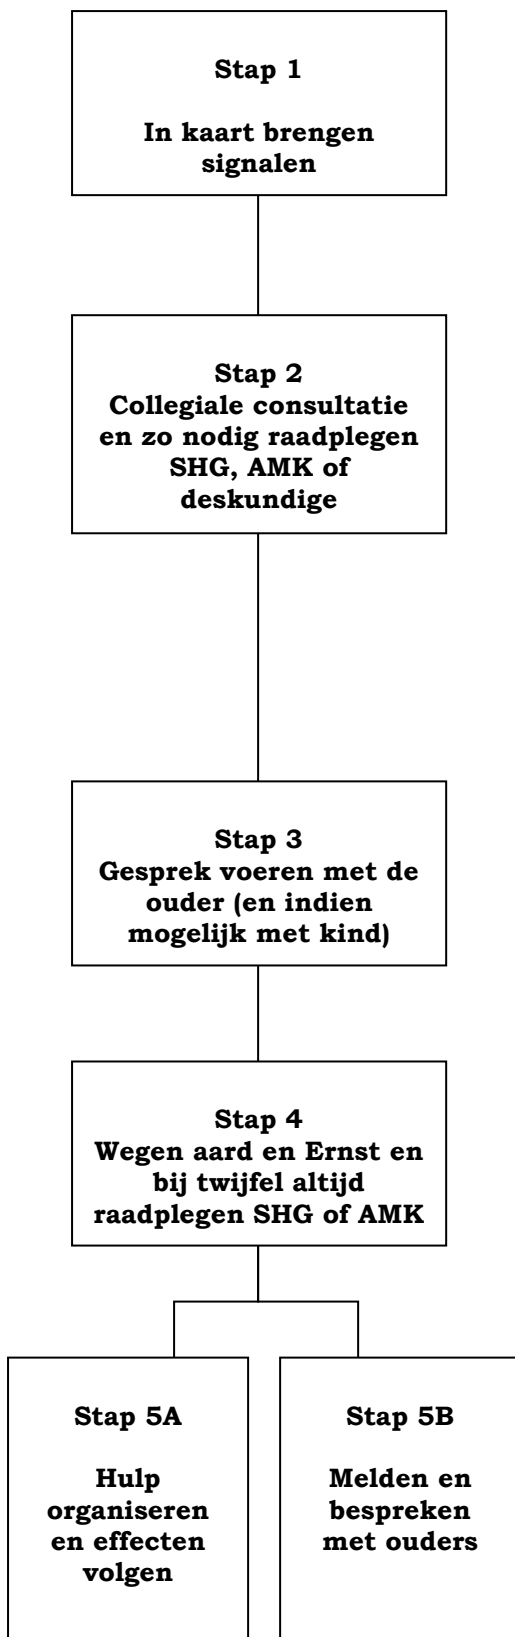 Stap 1
In kaart brengen
signalen
Stap 2
Collegiale consultatie
en zo nodig raadplegen
SHG, AMK of
deskundige
Stap 3
Gesprek voeren met de
ouder (en indien
mogelijk met kind)
Stap 4
Wegen aard en Ernst en
bij twijfel altijd
raadplegen SHG of AMK
Stap 5A
Hulp
organiseren
en effecten
volgen
Stap 5B
Melden en
bespreken
met ouders